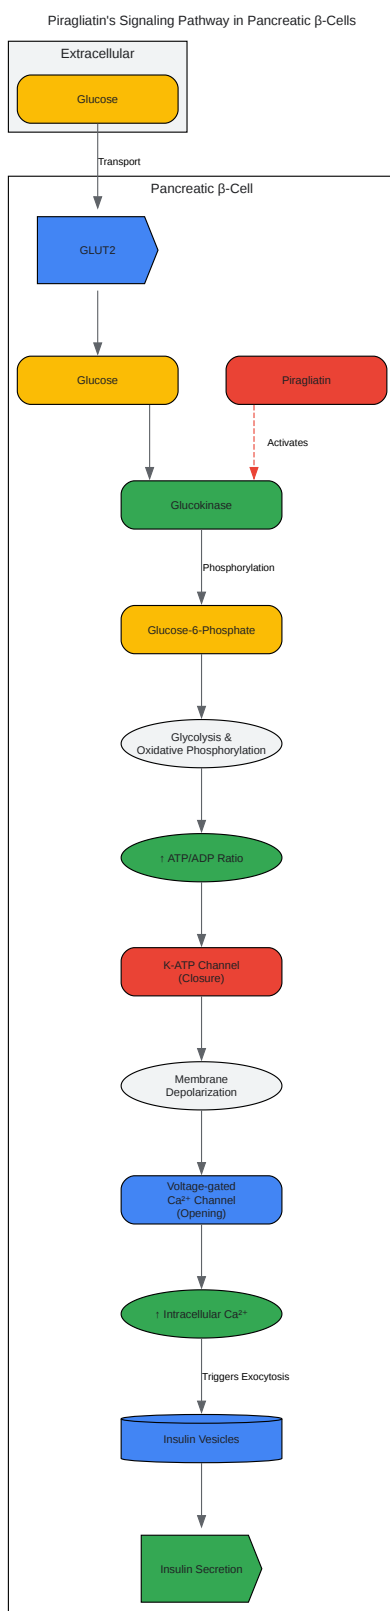 Piragliatin's Signaling Pathway in Pancreatic β-Cells
Extracellular
Glucose
Transport
Pancreatic β-Cell
GLUT2
Glucose
Piragliatin
Activates
Glucokinase
Phosphorylation
Glucose-6-Phosphate
Glycolysis &
Oxidative Phosphorylation
↑ ATP/ADP Ratio
K-ATP Channel
(Closure)
Membrane
Depolarization
Voltage-gated
Ca²⁺ Channel
(Opening)
↑ Intracellular Ca²⁺
Triggers Exocytosis
Insulin Vesicles
Insulin Secretion